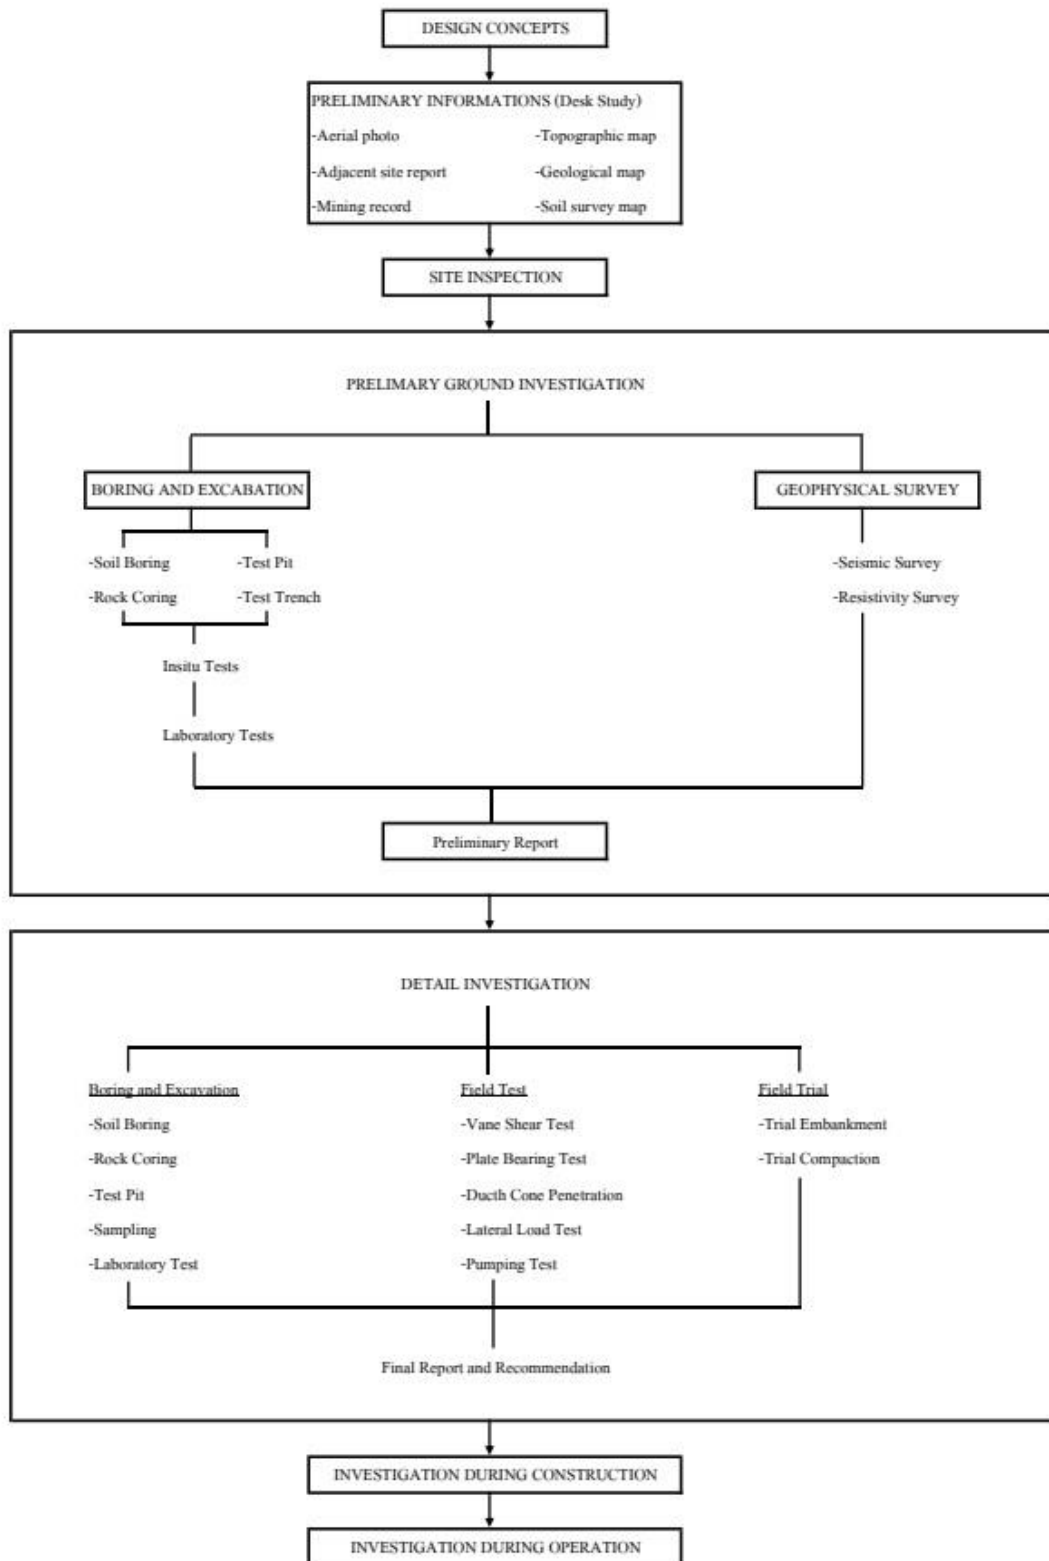 DESIGN CONCEPTS
PRELIMINARY INFORMATIONS (Desk Study)
-Aerial photo -Topographic map
-Adjacent site report -Geological map
-Mining record -Soil survey map
SITE INSPECTION
PRELIMARY GROUND INVESTIGATION
BORING AND EXCABATION GEOPHYSICAL SURVEY
-Soil Boring -Test Pit -Seismic Survey
-Rock Coring -Test Trench -Resistivity Survey
Insitu Tests
Laboratory Tests
Preliminary Report
DETAIL INVESTIGATION
Boring and Excavation Field Test Field Trial
-Soil Boring -Vane Shear Test -Trial Embankment
-Rock Coring -Plate Bearing Test -Trial Compaction
-Test Pit -Ducth Cone Penetration
-Sampling -Lateral Load Test
-Laboratory Test -Pumping Test
Final Report and Recommendation
INVESTIGATION DURING CONSTRUCTION
INVESTIGATION DURING OPERATION